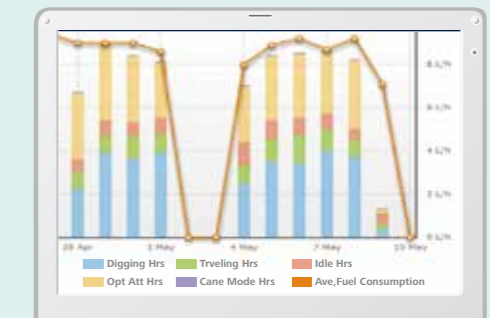 8 L/h
6 L/h
4 L/h
2 L/h
0 L/h
28 Apr 1 May 4 May 7 May 10 May
Digging Hrs Trveling Hrs Idle Hrs
Opt Att Hrs Cane Mode Hrs Ave,Fuel Consumption